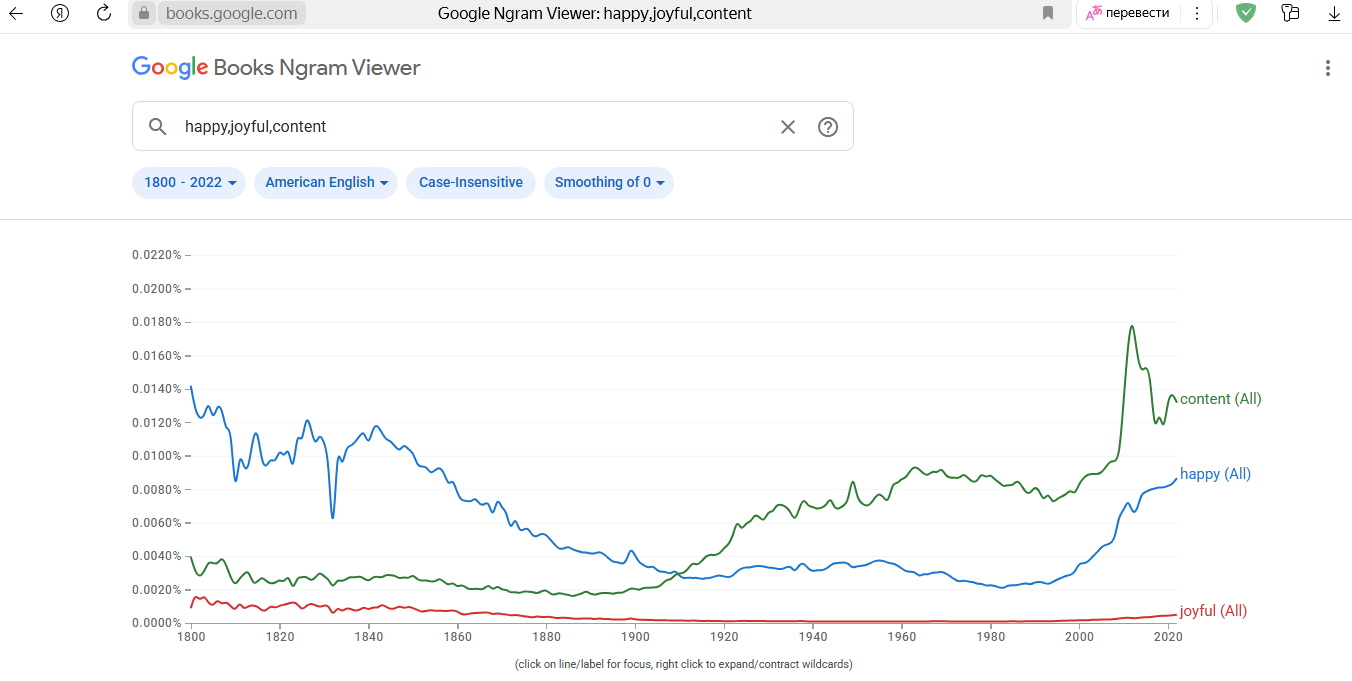 books.google.com
Google Ngram Viewer: happy,joyful,content
перевести
Google Books Ngram Viewer
happy,joyful,content
1800 - 2022
American English
Case-Insensitive
Smoothing of 0
0.0220%
0.0200%
0.0180%
0.0160%
0.0140%
0.0120%
0.0100%
0.0080%
0.0060%
0.0040%
0.0020%
0.0000%
content (All)
happy (All)
joyful (All)
1800 1820 1840 1860 1880 1900 1920 1940 1960 1980 2000 2020
(click on line/label for focus, right click to expand/contract wildcards)